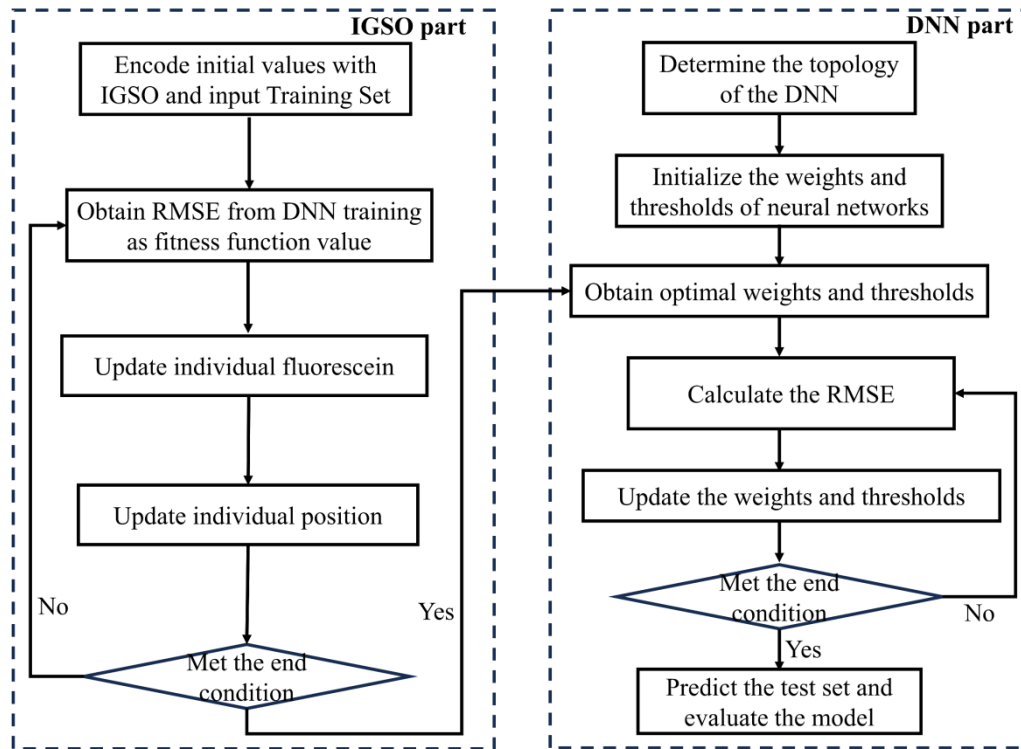 IGSO part
Encode initial values with
IGSO and input Training Set
Obtain RMSE from DNN training
as fitness function value
Update individual fluorescein
Update individual position
No
Met the end
condition
Yes
DNN part
Determine the topology
of the DNN
Initialize the weights and
thresholds of neural networks
Obtain optimal weights and thresholds
Calculate the RMSE
Update the weights and thresholds
Met the end
condition
No
Yes
Predict the test set and
evaluate the model